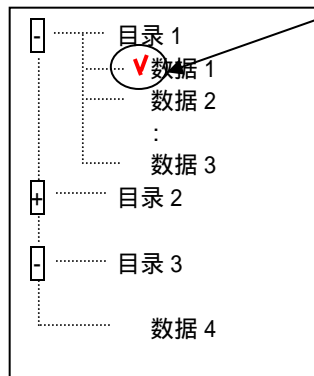 - 目录 1
数据 1
数据 2
:
数据 3
+ 目录 2
- 目录 3
数据 4